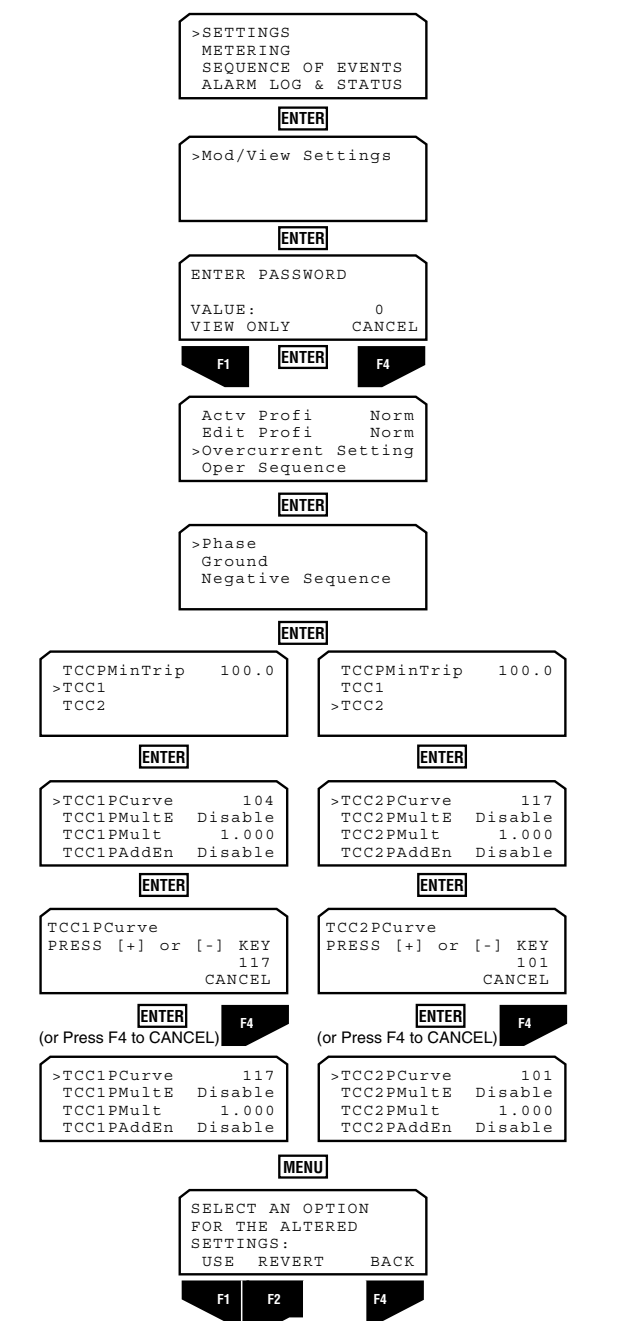 >SETTINGS
METERING
SEQUENCE OF EVENTS
ALARM LOG & STATUS
ENTER
>Mod/View Settings
ENTER
ENTER PASSWORD
VALUE: 0
VIEW ONLY CANCEL
F1 ENTER F4
Actv Profi Norm
Edit Profi Norm
>Overcurrent Setting
Oper Sequence
ENTER
>Phase
Ground
Negative Sequence
ENTER
TCCPMinTrip 100.0
>TCC1
TCC2
ENTER
>TCC1PCurve 104
TCC1PMultE Disable
TCC1PMult 1.000
TCC1PAddEn Disable
ENTER
TCC1PCurve
PRESS [+] or [-] KEY
117
CANCEL
ENTER F4
(or Press F4 to CANCEL)
>TCC1PCurve 117
TCC1PMultE Disable
TCC1PMult 1.000
TCC1PAddEn Disable
TCCPMinTrip 100.0
TCC1
>TCC2
ENTER
>TCC2PCurve 117
TCC2PMultE Disable
TCC2PMult 1.000
TCC2PAddEn Disable
ENTER
TCC2PCurve
PRESS [+] or [-] KEY
101
CANCEL
ENTER F4
(or Press F4 to CANCEL)
>TCC2PCurve 101
TCC2PMultE Disable
TCC2PMult 1.000
TCC2PAddEn Disable
MENU
SELECT AN OPTION
FOR THE ALTERED
SETTINGS:
USE REVERT BACK
F1 F2 F4